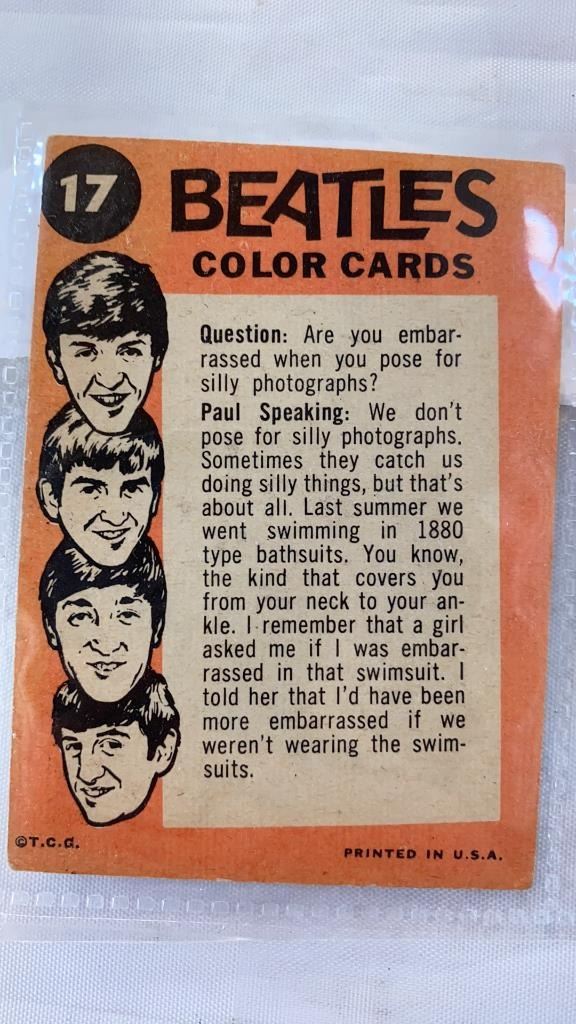 17
BEATLES
COLOR CARDS
Question: Are you embar-
rassed when you pose for
silly photographs?
Paul Speaking: We don't
pose for silly photographs.
Sometimes they catch us
doing silly things, but that's
about all. Last summer we
went swimming in 1880
type bathsuits. You know,
the kind that covers you
from your neck to your an-
kle. I remember that a girl
asked me if I was embar-
rassed in that swimsuit. I
told her that I'd have been
more embarrassed if we
weren't wearing the swim-
suits.
©T.C.G.
PRINTED IN U.S.A.